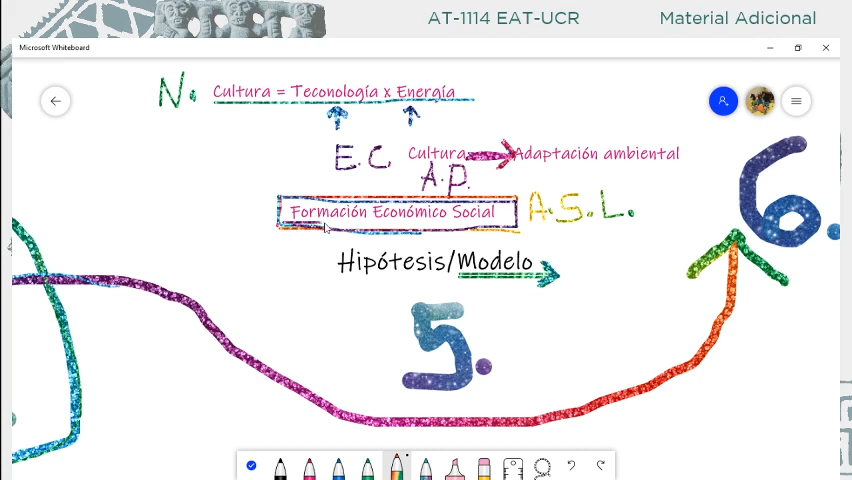 AT-1114 EAT-UCR Material Adicional
Microsoft Whiteboard
N. Cultura = Teconología x Energía
E.C Cultura Adaptación ambiental
A.P.
Formación Económico Social A.S.L.
Hipótesis/Modelo
5.
6.